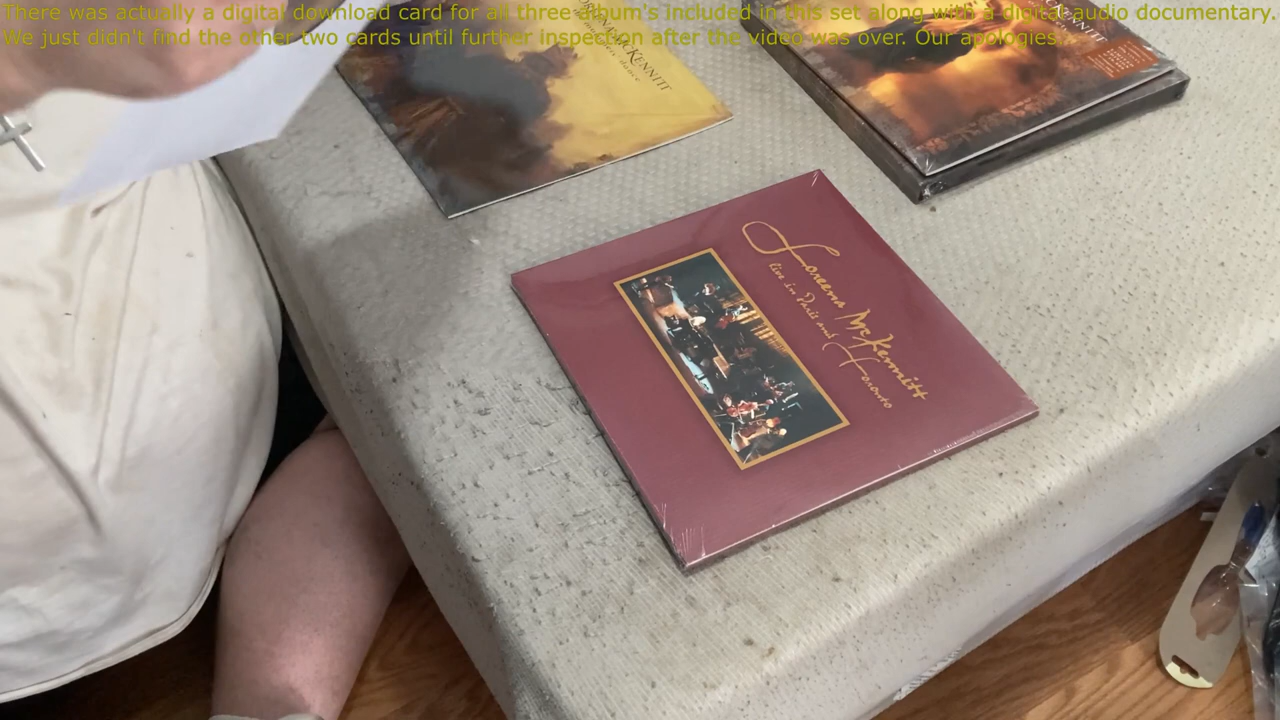 There was actually a digital download card for all three album's included in this set along with a digital audio documentary.
We just didn't find the other two cards until further inspection after the video was over. Our apologies.
McKENNITT
Loreena McKennitt
live in Paris and Toronto